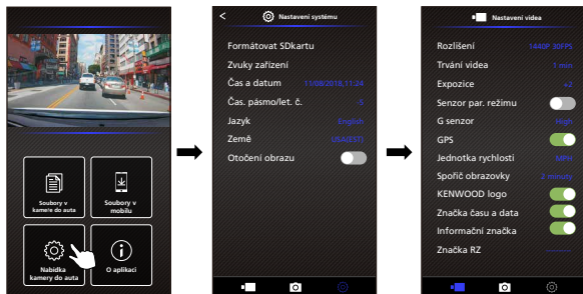 Soubory v
kameře do auta
Soubory v
mobilu
Nabídka
kamery do auta
O aplikaci
< Nastavení systému
Formátovat SDkartu
Zvuky zařízení
Čas a datum 11/08/2018,11:24
Čas. pásmo/let. č. -5
Jazyk English
Země USA(EST)
Otočení obrazu
Nastavení videa
Rozlišení 1440P 30FPS
Trvání videa 1 min
Expozice +2
Senzor par. režimu
G senzor High
GPS
Jednotka rychlosti MPH
Spořič obrazovky 2 minuty
KENWOOD logo
Značka času a data
Informační značka
Značka RZ --------